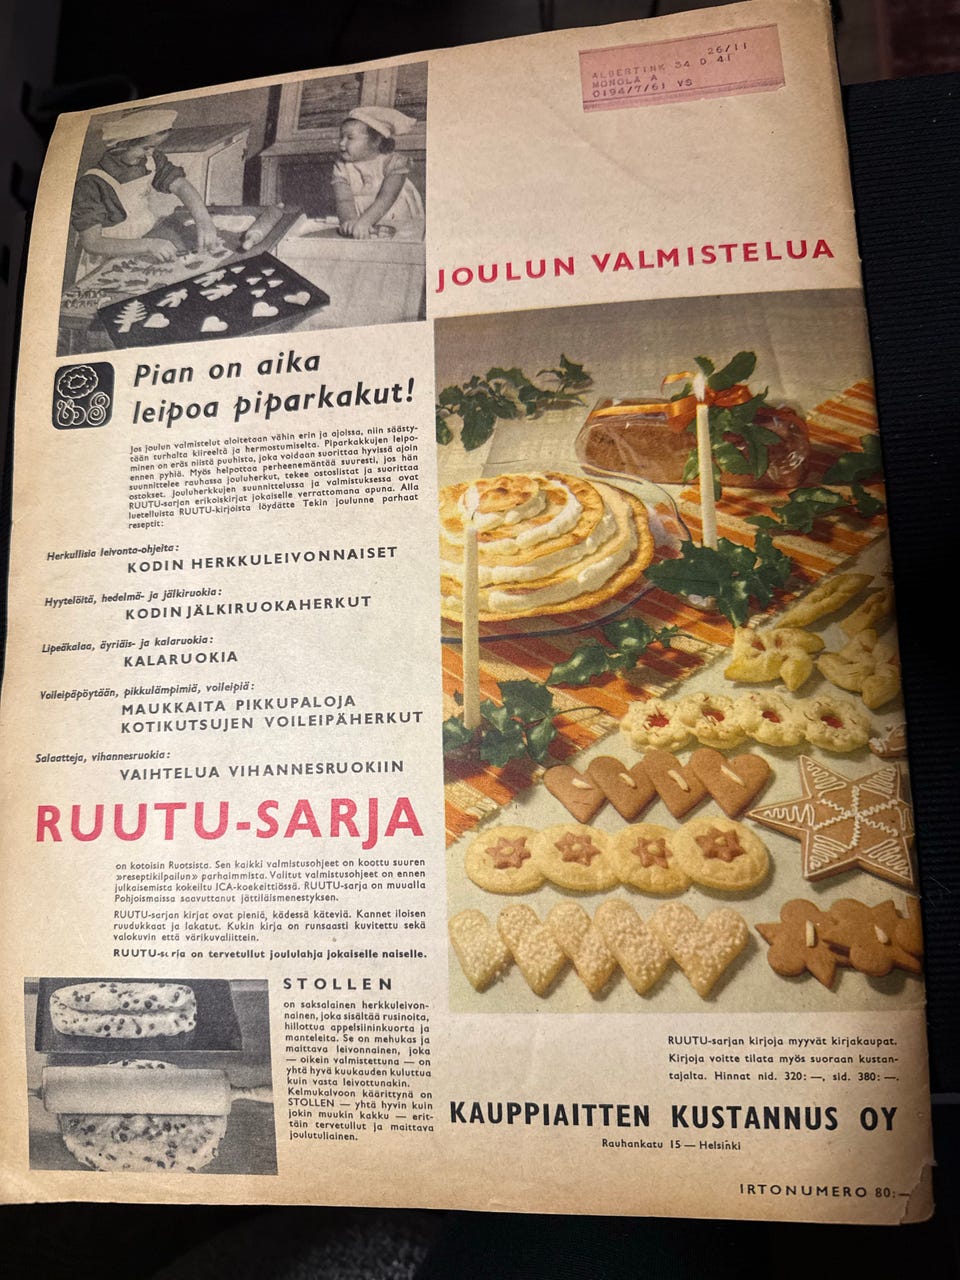 26/11
ALBERTINK 34 D 41
MONOLA A
0194/7/61 VS
JOULUN VALMISTELUA
Pian on aika
leipoa piparkakut!
Jos joulun valmistelut aloitetaan vähin erin ja ajoissa, niin säästy-
tään turhalta kiireeltä ja hermostumiselta. Piparkakkujen leipo-
minen on eräs niistä puuhista, joka voidaan suorittaa hyvissä ajoin
ennen pyhiä. Myös helpottaa perheenemäntää suuresti, jos hän
suunnittelee rauhassa jouluherkut, tekee ostoslistat ja suorittaa
ostokset. Jouluherkkujen suunnittelussa ja valmistuksessa ovat
RUUTU-sarjan erikoiskirjat jokaiselle verrattomana apuna. Alla
luetelluista RUUTU-kirjoista löydätte Tekin joulunne parhaat
reseptit:
Herkullisia leivonta-ohjeita:
KODIN HERKKULEIVONNAISET
Hyytelöitä, hedelmä- ja jälkiruokia:
KODIN JÄLKIRUOKAHERKUT
Lipeäkalaa, äyriäis- ja kalaruokia:
KALARUOKIA
Voileipäpöytään, pikkulämpimiä, voileipiä:
MAUKKAITA PIKKUPALOJA
KOTIKUTSUJEN VOILEIPÄHERKUT
Salaatteja, vihannesruokia:
VAIHTELUA VIHANNESRUOKIIN
RUUTU-SARJA
on kotoisin Ruotsista. Sen kaikki valmistusohjeet on koottu suuren
»reseptikilpailun» parhaimmista. Valitut valmistusohjeet on ennen
julkaisemista kokeiltu ICA-koekeittiössä. RUUTU-sarja on muualla
Pohjoismaissa saavuttanut jättiläismenestyksen.
RUUTU-sarjan kirjat ovat pieniä, kädessä käteviä. Kannet iloisen
ruudukkaat ja lakatut. Kukin kirja on runsaasti kuvitettu sekä
valokuvin että värikuvaliittein.
RUUTU-sarja on tervetullut joululahja jokaiselle naiselle.
STOLLEN
on saksalainen herkkuleivon-
nainen, joka sisältää rusinoita,
hillottua appelsiininkuorta ja
manteleita. Se on mehukas ja
maittava leivonnainen, joka
— oikein valmistettuna — on
yhtä hyvä kuukauden kuluttua
kuin vasta leivottunakin.
Kelmukalvoon käärittynä on
STOLLEN — yhtä hyvin kuin
jokin muukin kakku — erit-
täin tervetullut ja maittava
joulutuliainen.
RUUTU-sarjan kirjoja myyvät kirjakaupat.
Kirjoja voitte tilata myös suoraan kustan-
tajalta. Hinnat nid. 320:—, sid. 380:—.
KAUPPIAITTEN KUSTANNUS OY
Rauhankatu 15 — Helsinki
IRTONUMERO 80:—